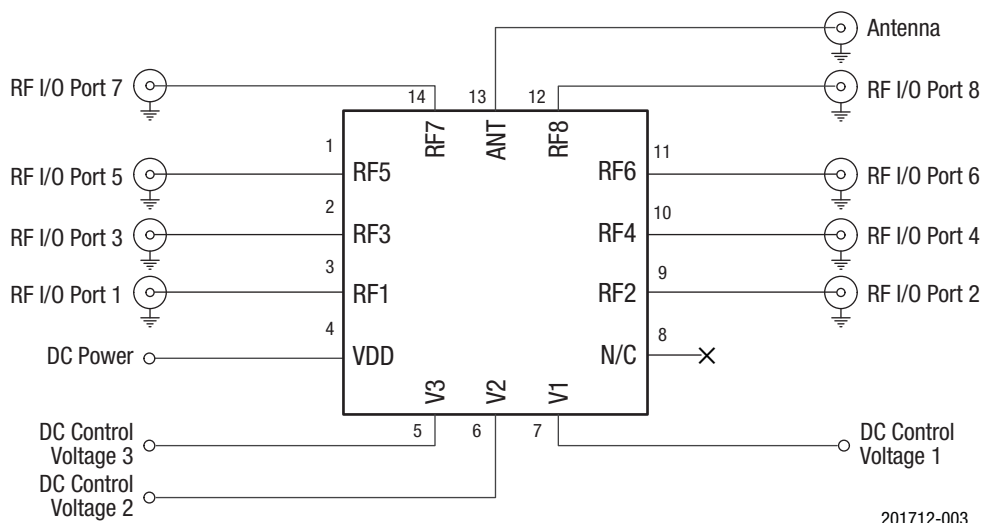 Antenna
RF I/O Port 7
RF I/O Port 8
14
13
12
RF7
ANT
RF8
1
11
RF I/O Port 5
RF5
RF6
RF I/O Port 6
2
10
RF I/O Port 3
RF3
RF4
RF I/O Port 4
3
9
RF I/O Port 1
RF1
RF2
RF I/O Port 2
4
8
DC Power
VDD
N/C
V3
V2
V1
5
6
7
DC Control
Voltage 3
DC Control
Voltage 1
DC Control
Voltage 2
201712-003